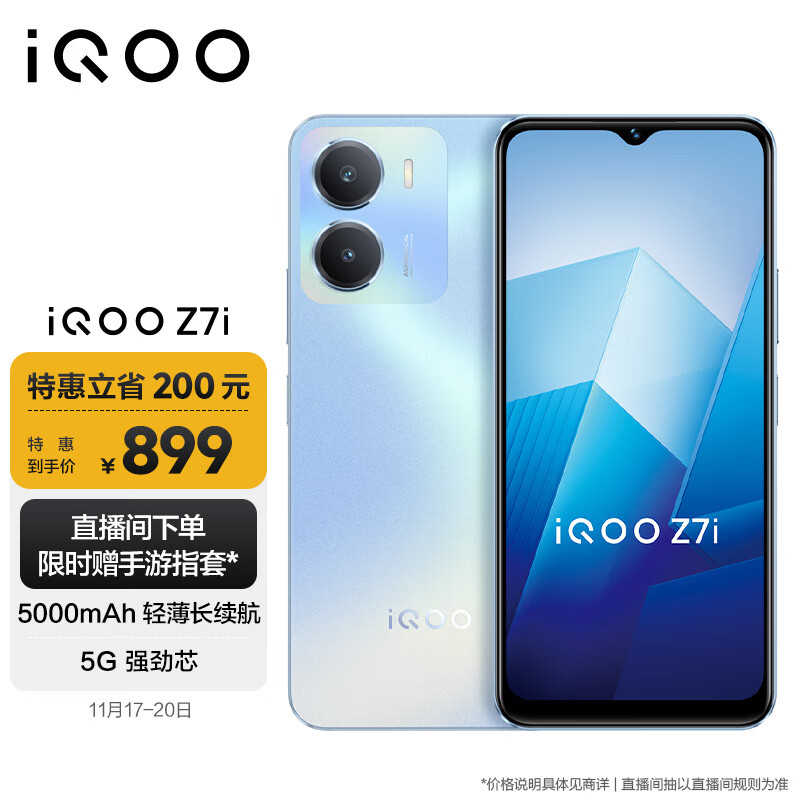 iQOO
iQOO Z7i
特惠立省 200 元
特惠
到手价 ¥ 899
直播间下单
限时赠手游指套*
5000mAh 轻薄长续航
5G 强劲芯
11月17-20日
iQOO
iQOO Z7i
*价格说明具体见商详 | 直播间抽以直播间规则为准